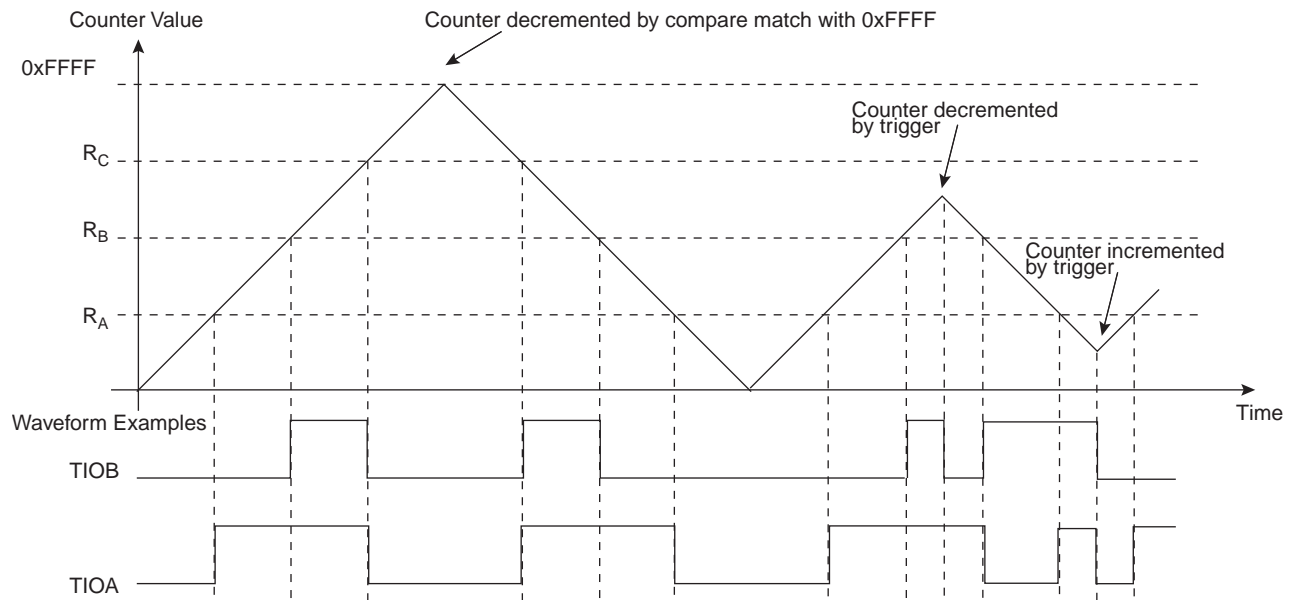 Counter Value
Counter decremented by compare match with 0xFFFF
0xFFFF
Counter decremented
by trigger
RC
RB
Counter incremented
by trigger
RA
Time
Waveform Examples
TIOB
TIOA